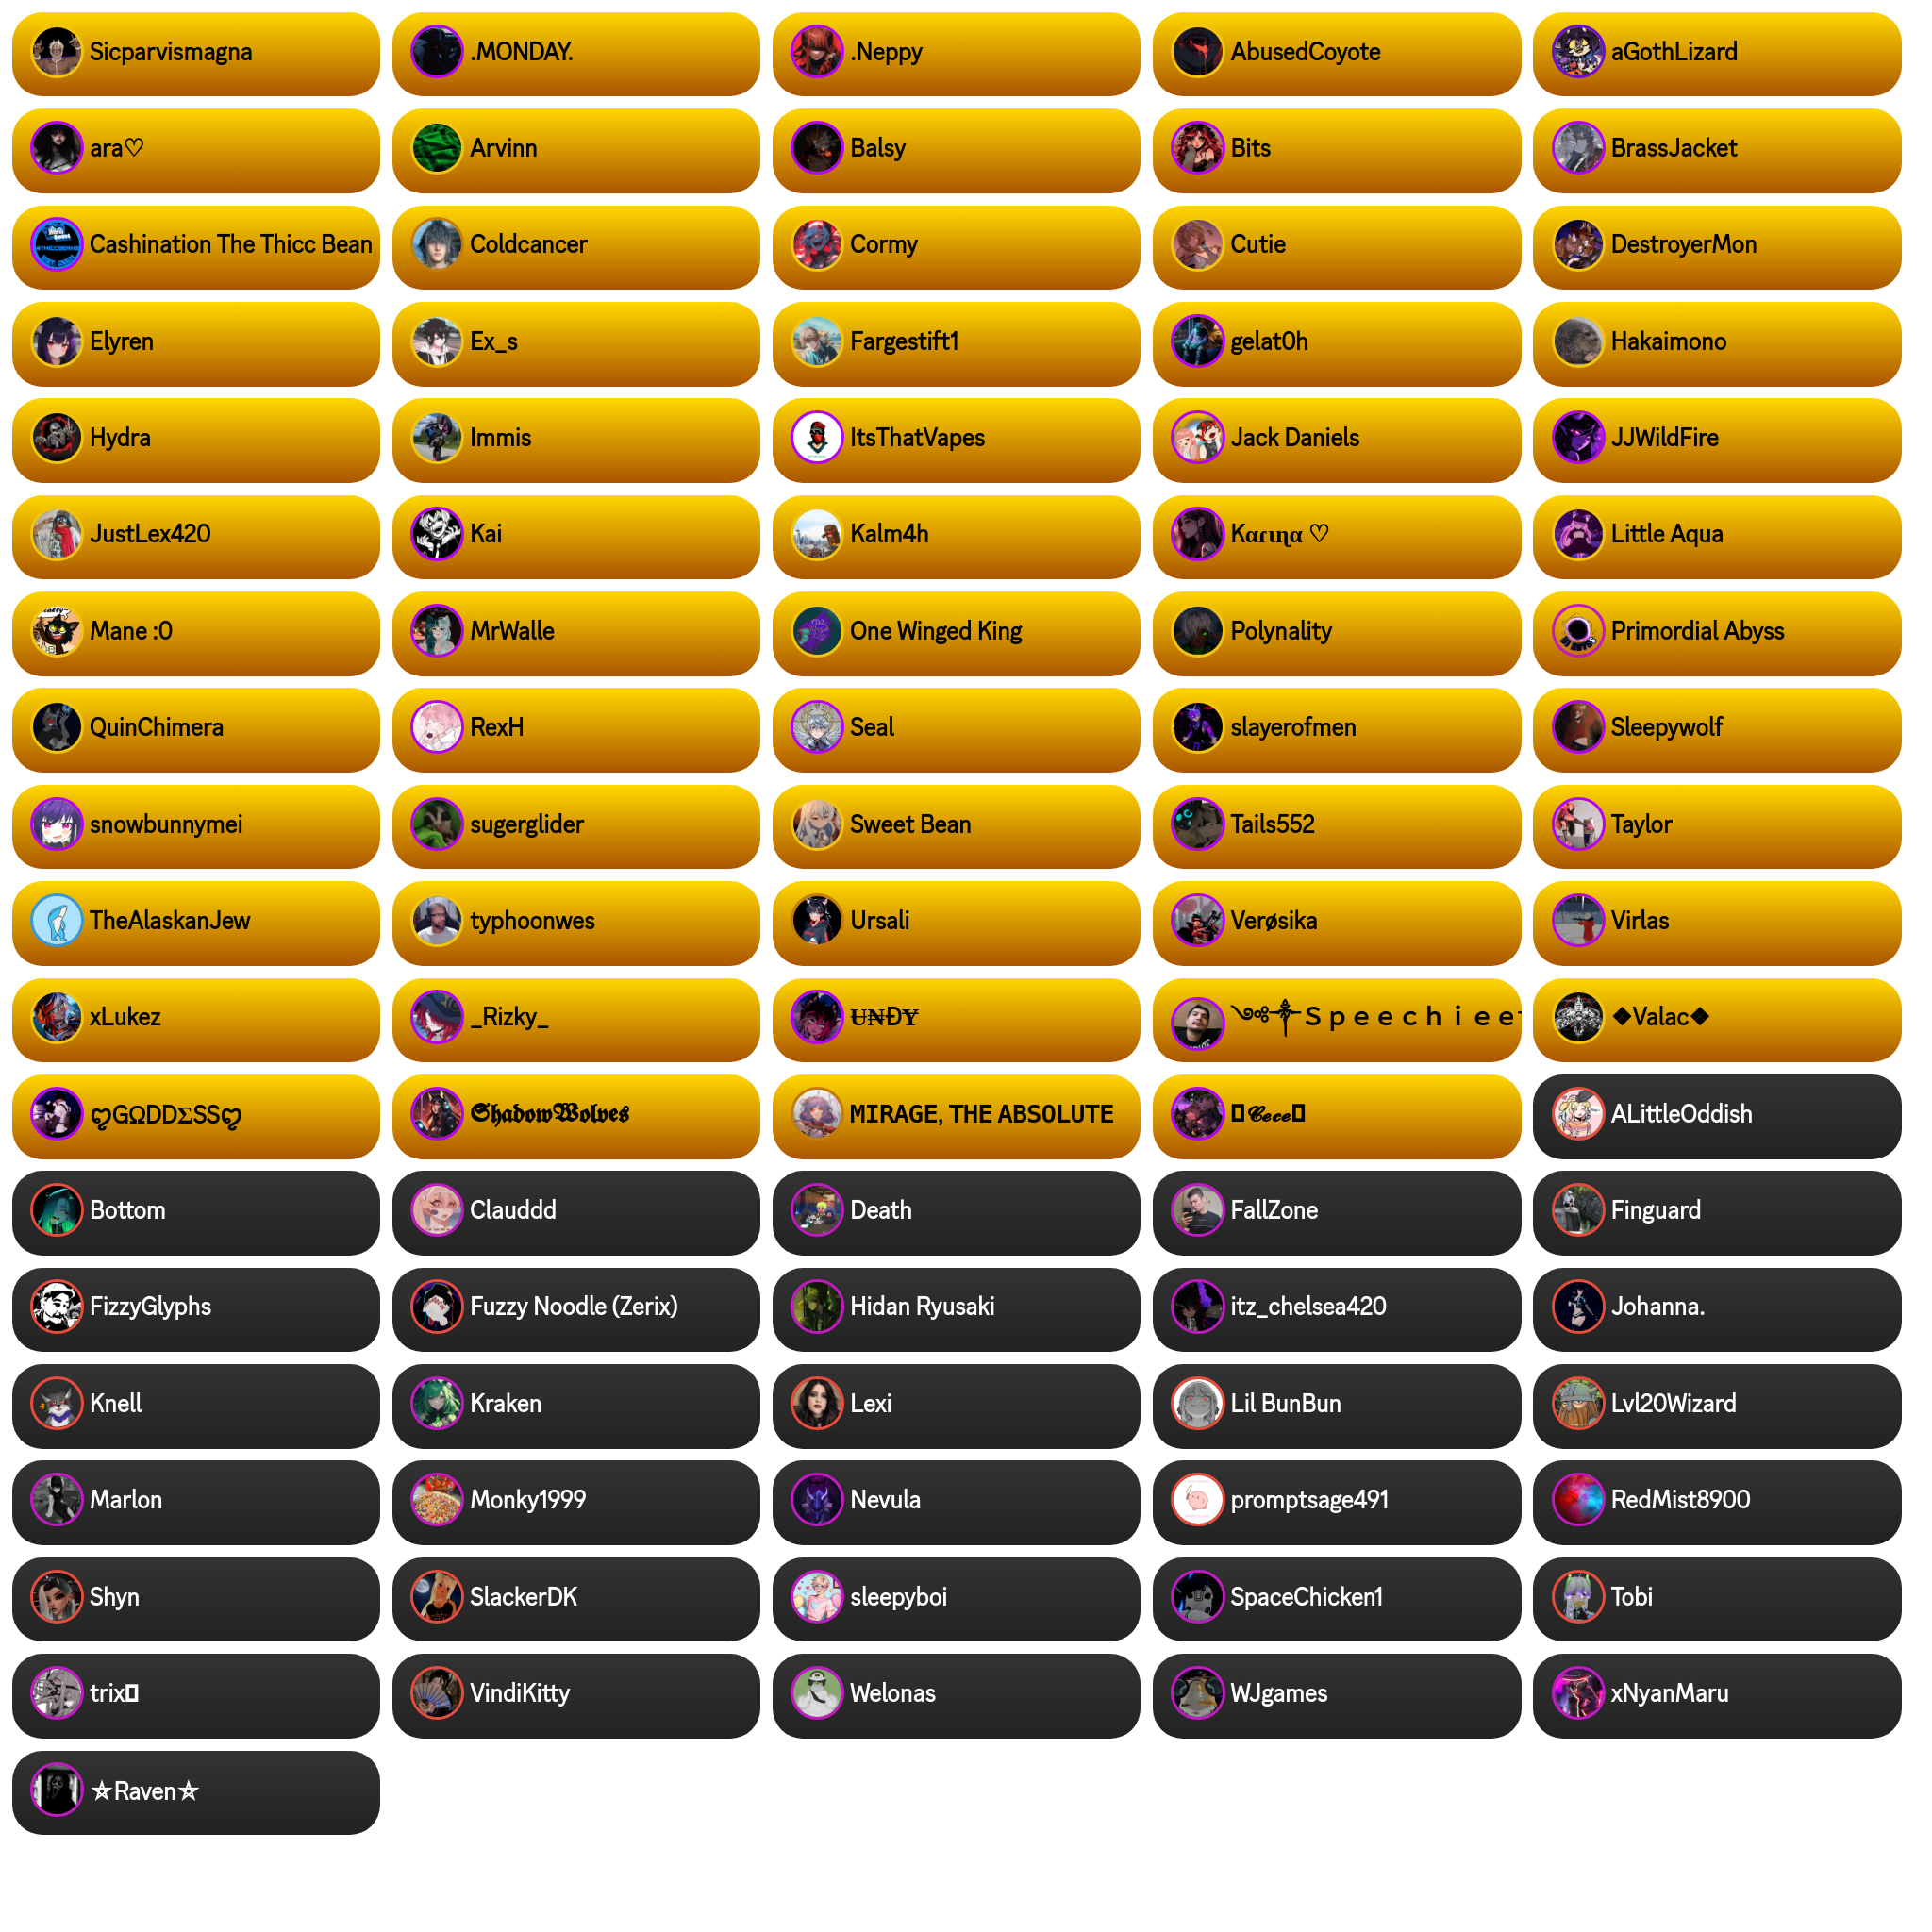 Sicparvismagna
.MONDAY.
.Neppy
AbusedCoyote
aGothLizard
ara♡
Arvinn
Balsy
Bits
BrassJacket
Cashination The Thicc Bean
Coldcancer
Cormy
Cutie
DestroyerMon
Elyren
Ex_s
Fargestift1
gelat0h
Hakaimono
Hydra
Immis
ItsThatVapes
Jack Daniels
JJWildFire
JustLex420
Kai
Kalm4h
Kαɾιɳα ♡
Little Aqua
Mane :0
MrWalle
One Winged King
Polynality
Primordial Abyss
QuinChimera
RexH
Seal
slayerofmen
Sleepywolf
snowbunnymei
sugerglider
Sweet Bean
Tails552
Taylor
TheAlaskanJew
typhoonwes
Ursali
Verøsika
Virlas
xLukez
_Rizky_
U̶₦ĐɎ
༺༒Ｓｐｅｅｃｈｉｅｅ
❖Valac❖
ღGΩDDΣSSღ
𝕾𝖍𝖆𝖉𝖔𝖜𝖂𝖔𝖑𝖛𝖊𝖘
MIRAGE, THE ABSOLUTE
𝓒𝓮𝓬𝓮
ALittleOddish
Bottom
Clauddd
Death
FallZone
Finguard
FizzyGlyphs
Fuzzy Noodle (Zerix)
Hidan Ryusaki
itz_chelsea420
Johanna.
Knell
Kraken
Lexi
Lil BunBun
Lvl20Wizard
Marlon
Monky1999
Nevula
promptsage491
RedMist8900
Shyn
SlackerDK
sleepyboi
SpaceChicken1
Tobi
trix
VindiKitty
Welonas
WJgames
xNyanMaru
⛤Raven⛤